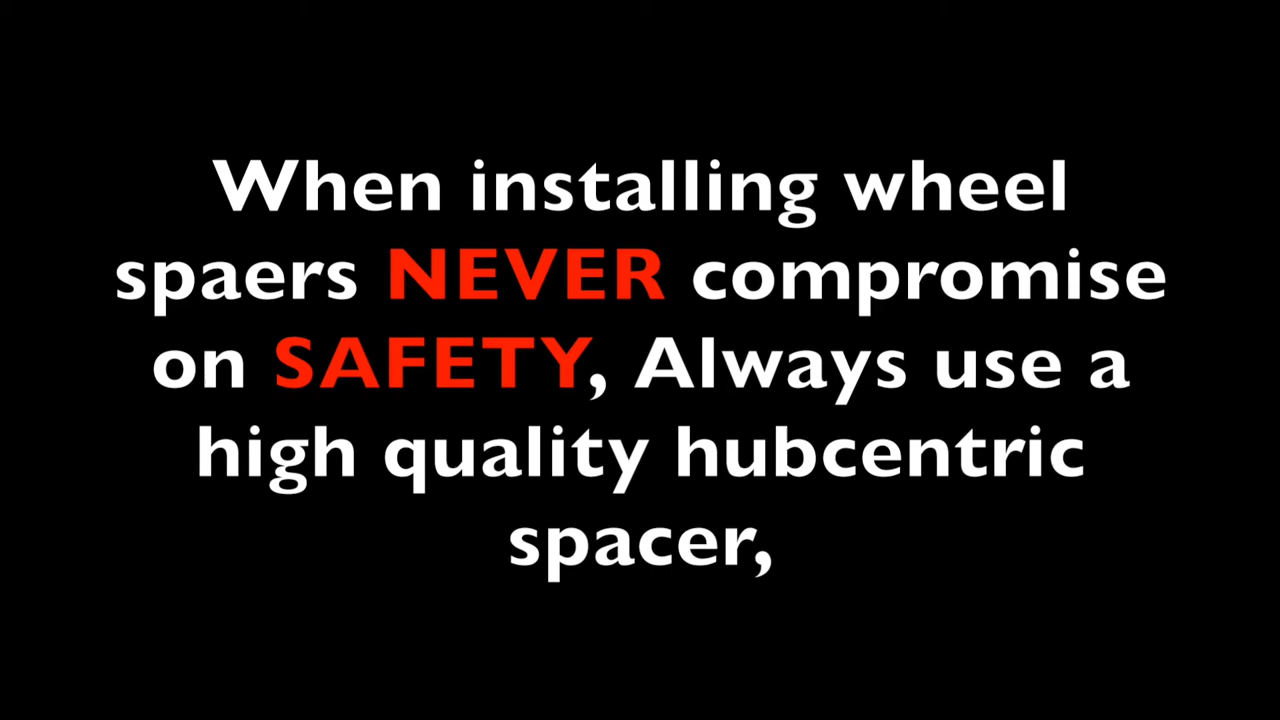 When installing wheel
spaers NEVER compromise
on SAFETY, Always use a
high quality hubcentric
spacer,